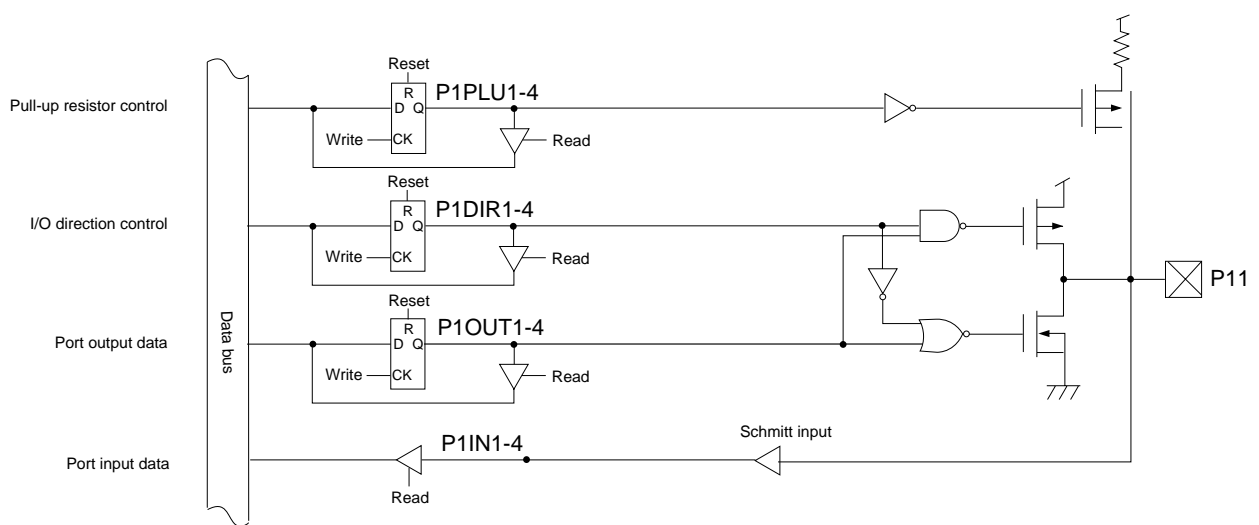 Reset
Pull-up resistor control
R
P1PLU1-4
D Q
Write
CK
Read
Reset
I/O direction control
R
P1DIR1-4
D Q
Write
CK
Read
P11
Reset
Port output data
R
P1OUT1-4
D Q
Write
CK
Read
Data bus
Schmitt input
P1IN1-4
Port input data
Read